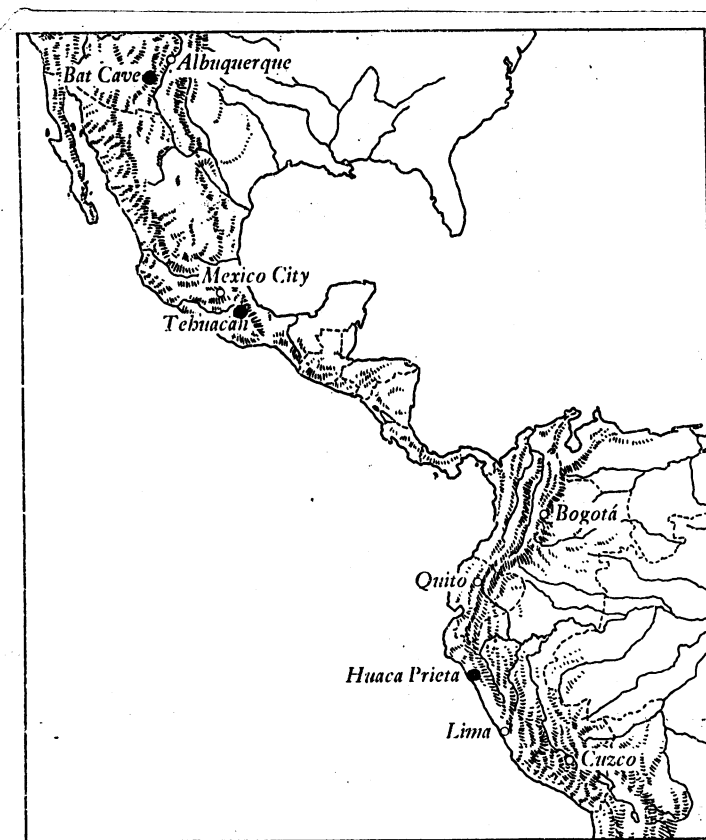 Albuquerque
Bat Cave
Mexico City
Tehuacan
Bogotá
Quito
Huaca Prieta
Lima
Cuzco